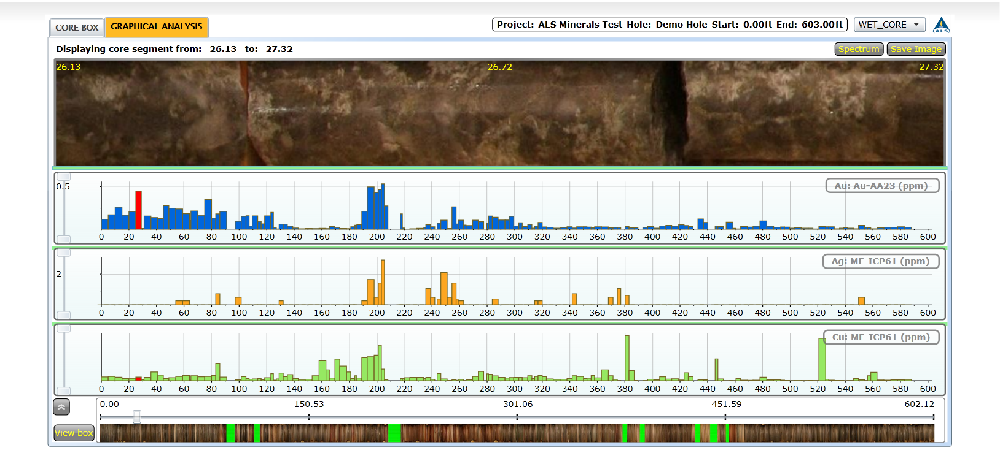 CORE BOX GRAPHICAL ANALYSIS Project: ALS Minerals Test Hole: Demo Hole Start: 0.00ft End: 603.00ft WET_CORE ALS
Displaying core segment from: 26.13 to: 27.32 Spectrum Save Image
26.13 26.72 27.32
0.5 Au: Au-AA23 (ppm)
0 20 40 60 80 100 120 140 160 180 200 220 240 260 280 300 320 340 360 380 400 420 440 460 480 500 520 540 560 580 600
Ag: ME-ICP61 (ppm)
2
0 20 40 60 80 100 120 140 160 180 200 220 240 260 280 300 320 340 360 380 400 420 440 460 480 500 520 540 560 580 600
Cu: ME-ICP61 (ppm)
0 20 40 60 80 100 120 140 160 180 200 220 240 260 280 300 320 340 360 380 400 420 440 460 480 500 520 540 560 580 600
0.00 150.53 301.06 451.59 602.12
View box